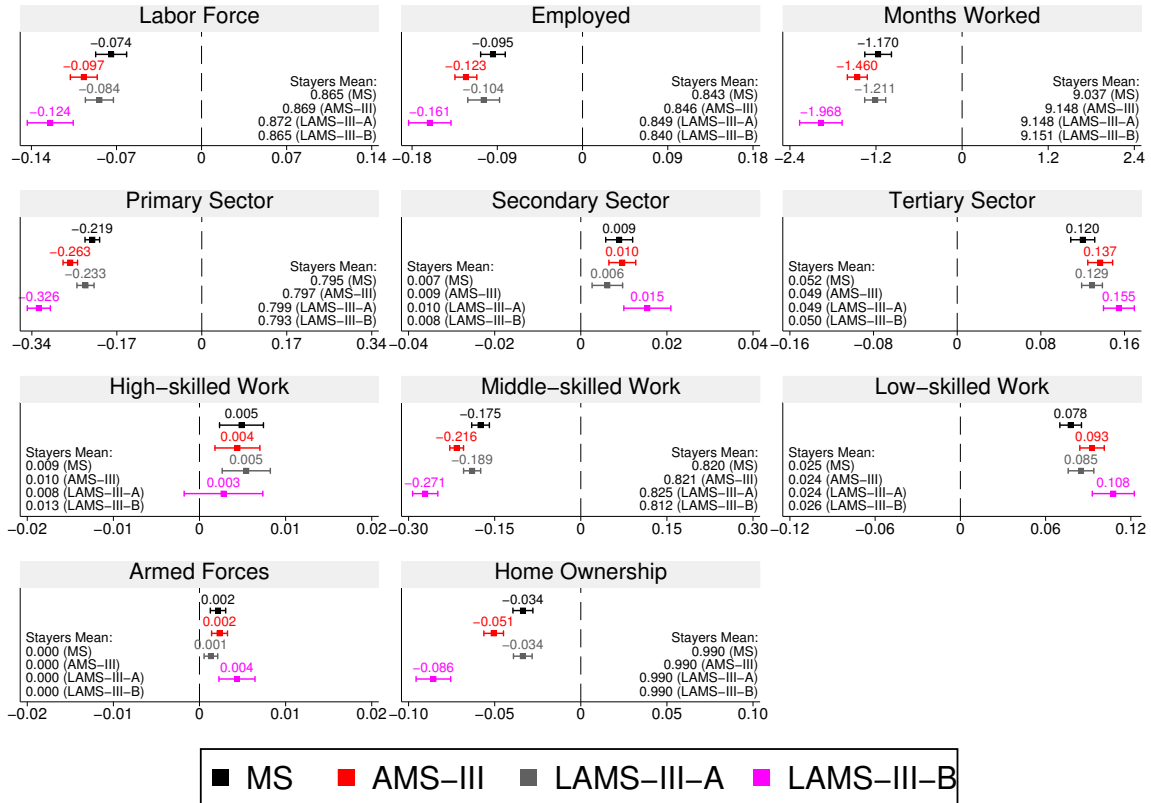 Labor Force
−0.074
−0.097
−0.084
−0.124
Stayers Mean:
0.865 (MS)
0.869 (AMS−III)
0.872 (LAMS−III−A)
0.865 (LAMS−III−B)
−0.14 −0.07 0 0.07 0.14
Employed
−0.095
−0.123
−0.104
−0.161
Stayers Mean:
0.843 (MS)
0.846 (AMS−III)
0.849 (LAMS−III−A)
0.840 (LAMS−III−B)
−0.18 −0.09 0 0.09 0.18
Months Worked
−1.170
−1.460
−1.211
−1.968
Stayers Mean:
9.037 (MS)
9.148 (AMS−III)
9.148 (LAMS−III−A)
9.151 (LAMS−III−B)
−2.4 −1.2 0 1.2 2.4
Primary Sector
−0.219
−0.263
−0.233
−0.326
Stayers Mean:
0.795 (MS)
0.797 (AMS−III)
0.799 (LAMS−III−A)
0.793 (LAMS−III−B)
−0.34 −0.17 0 0.17 0.34
Secondary Sector
0.009
0.010
0.006
0.015
Stayers Mean:
0.007 (MS)
0.009 (AMS−III)
0.010 (LAMS−III−A)
0.008 (LAMS−III−B)
−0.04 −0.02 0 0.02 0.04
Tertiary Sector
0.120
0.137
0.129
0.155
Stayers Mean:
0.052 (MS)
0.049 (AMS−III)
0.049 (LAMS−III−A)
0.050 (LAMS−III−B)
−0.16 −0.08 0 0.08 0.16
High−skilled Work
0.005
0.004
0.005
0.003
Stayers Mean:
0.009 (MS)
0.010 (AMS−III)
0.008 (LAMS−III−A)
0.013 (LAMS−III−B)
−0.02 −0.01 0 0.01 0.02
Middle−skilled Work
−0.175
−0.216
−0.189
−0.271
Stayers Mean:
0.820 (MS)
0.821 (AMS−III)
0.825 (LAMS−III−A)
0.812 (LAMS−III−B)
−0.30 −0.15 0 0.15 0.30
Low−skilled Work
0.078
0.093
0.085
0.108
Stayers Mean:
0.025 (MS)
0.024 (AMS−III)
0.024 (LAMS−III−A)
0.026 (LAMS−III−B)
−0.12 −0.06 0 0.06 0.12
Armed Forces
0.002
0.002
0.001
0.004
Stayers Mean:
0.000 (MS)
0.000 (AMS−III)
0.000 (LAMS−III−A)
0.000 (LAMS−III−B)
−0.02 −0.01 0 0.01 0.02
Home Ownership
−0.034
−0.051
−0.034
−0.086
Stayers Mean:
0.990 (MS)
0.990 (AMS−III)
0.990 (LAMS−III−A)
0.990 (LAMS−III−B)
−0.10 −0.05 0 0.05 0.10
MS AMS−III LAMS−III−A LAMS−III−B